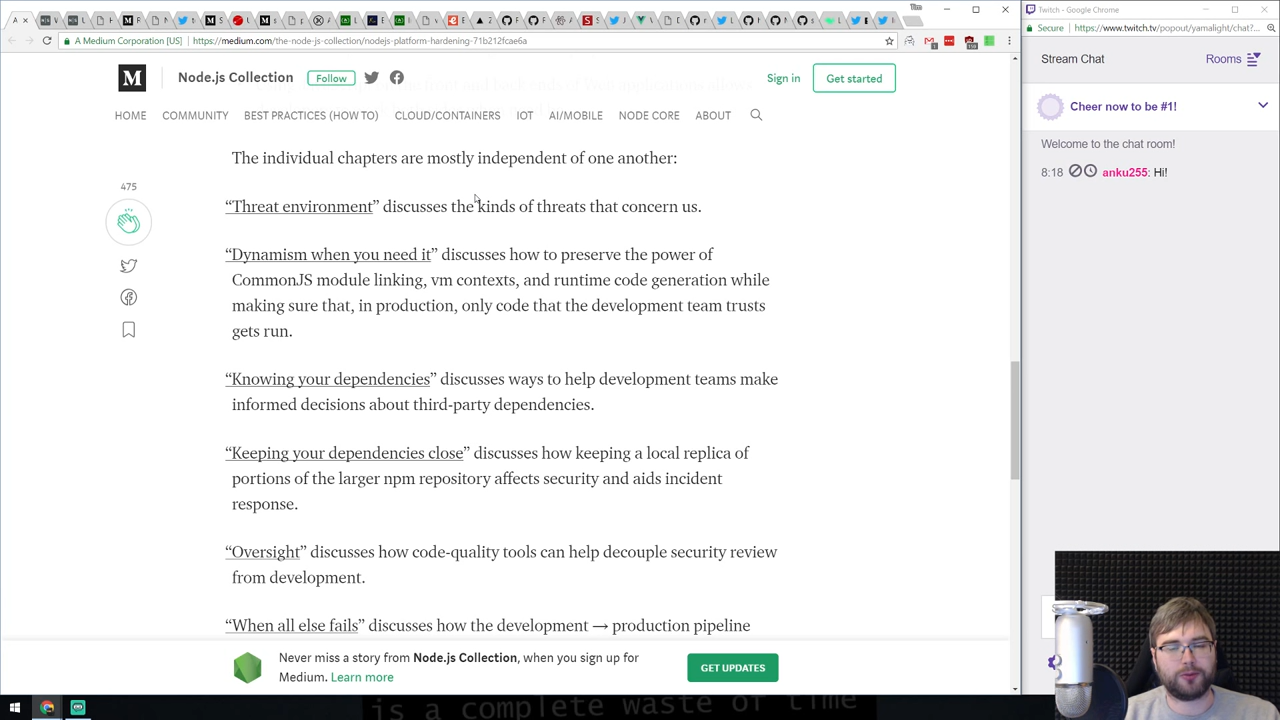 Tim
Twitch - Google Chrome
A Medium Corporation [US]
https://medium.com/the-node-js-collection/nodejs-platform-hardening-71b212fcae6a
Secure
https://www.twitch.tv/popout/yamalight/chat?...
M
Node.js Collection
Follow
Sign in
Get started
HOME
COMMUNITY
BEST PRACTICES (HOW TO)
CLOUD/CONTAINERS
IOT
AI/MOBILE
NODE CORE
ABOUT
The individual chapters are mostly independent of one another:
“Threat environment” discusses the kinds of threats that concern us.
“Dynamism when you need it” discusses how to preserve the power of
CommonJS module linking, vm contexts, and runtime code generation while
making sure that, in production, only code that the development team trusts
gets run.
“Knowing your dependencies” discusses ways to help development teams make
informed decisions about third-party dependencies.
“Keeping your dependencies close” discusses how keeping a local replica of
portions of the larger npm repository affects security and aids incident
response.
“Oversight” discusses how code-quality tools can help decouple security review
from development.
“When all else fails” discusses how the development → production pipeline
475
Never miss a story from Node.js Collection, when you sign up for
Medium. Learn more
GET UPDATES
Stream Chat
Rooms
Cheer now to be #1!
Welcome to the chat room!
8:18 anku255: Hi!
is a complete waste of time